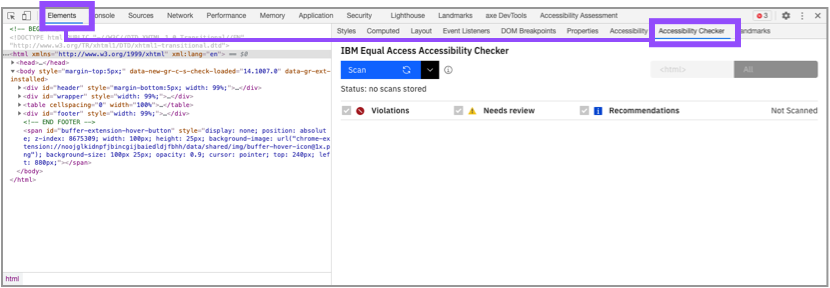 Elements Console Sources Network Performance Memory Application Security Lighthouse Landmarks axe DevTools Accessibility Assessment 3
Styles Computed Layout Event Listeners DOM Breakpoints Properties Accessibility Accessibility Checker Landmarks
<!-- BEG
<!DOCTYPE html PUBLIC "-//W3C//DTD XHTML 1.0 Transitional//EN"
"http://www.w3.org/TR/xhtml1/DTD/xhtml1-transitional.dtd">
…<html xmlns="http://www.w3.org/1999/xhtml" xml:lang="en"> == $0
▶<head>…</head>
▼<body style="margin-top:5px;" data-new-gr-c-s-check-loaded="14.1007.0" data-gr-ext-
installed>
▶<div id="header" style="margin-bottom:5px; width: 99%;">…</div>
▶<div id="wrapper" style="width: 99%;">…</div>
▶<table cellspacing="0" width="100%">…</table>
▶<div id="footer" style="width: 99%;">…</div>
<!-- END FOOTER -->
<span id="buffer-extension-hover-button" style="display: none; position: absolut
e; z-index: 8675309; width: 100px; height: 25px; background-image: url("chrome-ex
tension://noojglkidnpfjbincgijbaiedldjfbhh/data/shared/img/buffer-hover-icon@1x.p
ng"); background-size: 100px 25px; opacity: 0.9; cursor: pointer; top: 240px; lef
t: 880px;"></span>
</body>
</html>
html
IBM Equal Access Accessibility Checker
Scan <html> All
Status: no scans stored
Violations Needs review Recommendations Not Scanned